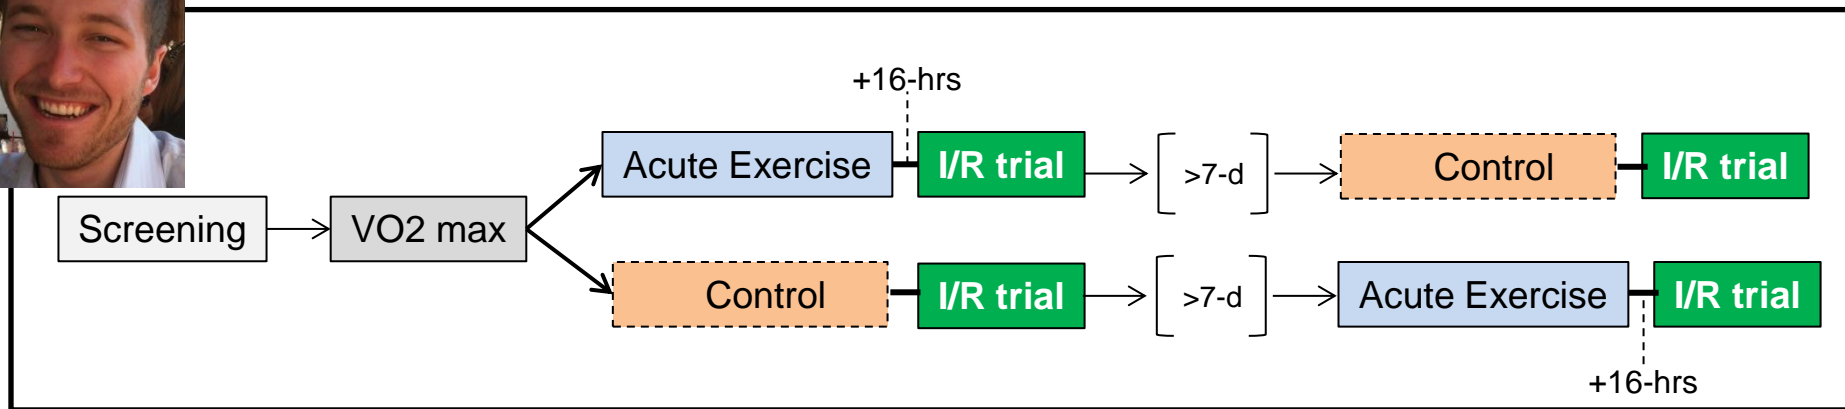 +16-hrs
Acute Exercise
I/R trial
>7-d
Control
I/R trial
Screening
VO2 max
Control
I/R trial
>7-d
Acute Exercise
I/R trial
+16-hrs